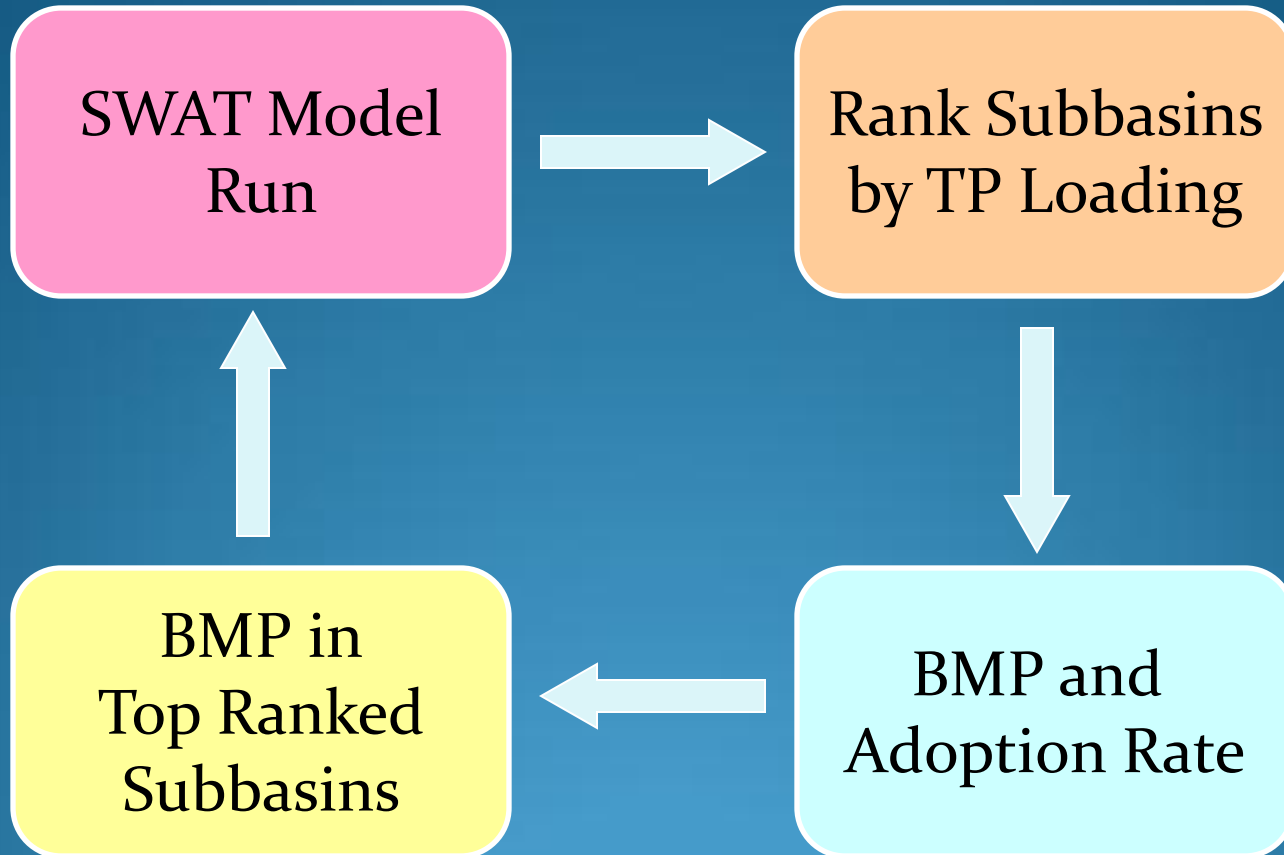 SWAT Model
Run
Rank Subbasins
by TP Loading
BMP in
Top Ranked
Subbasins
BMP and
Adoption Rate